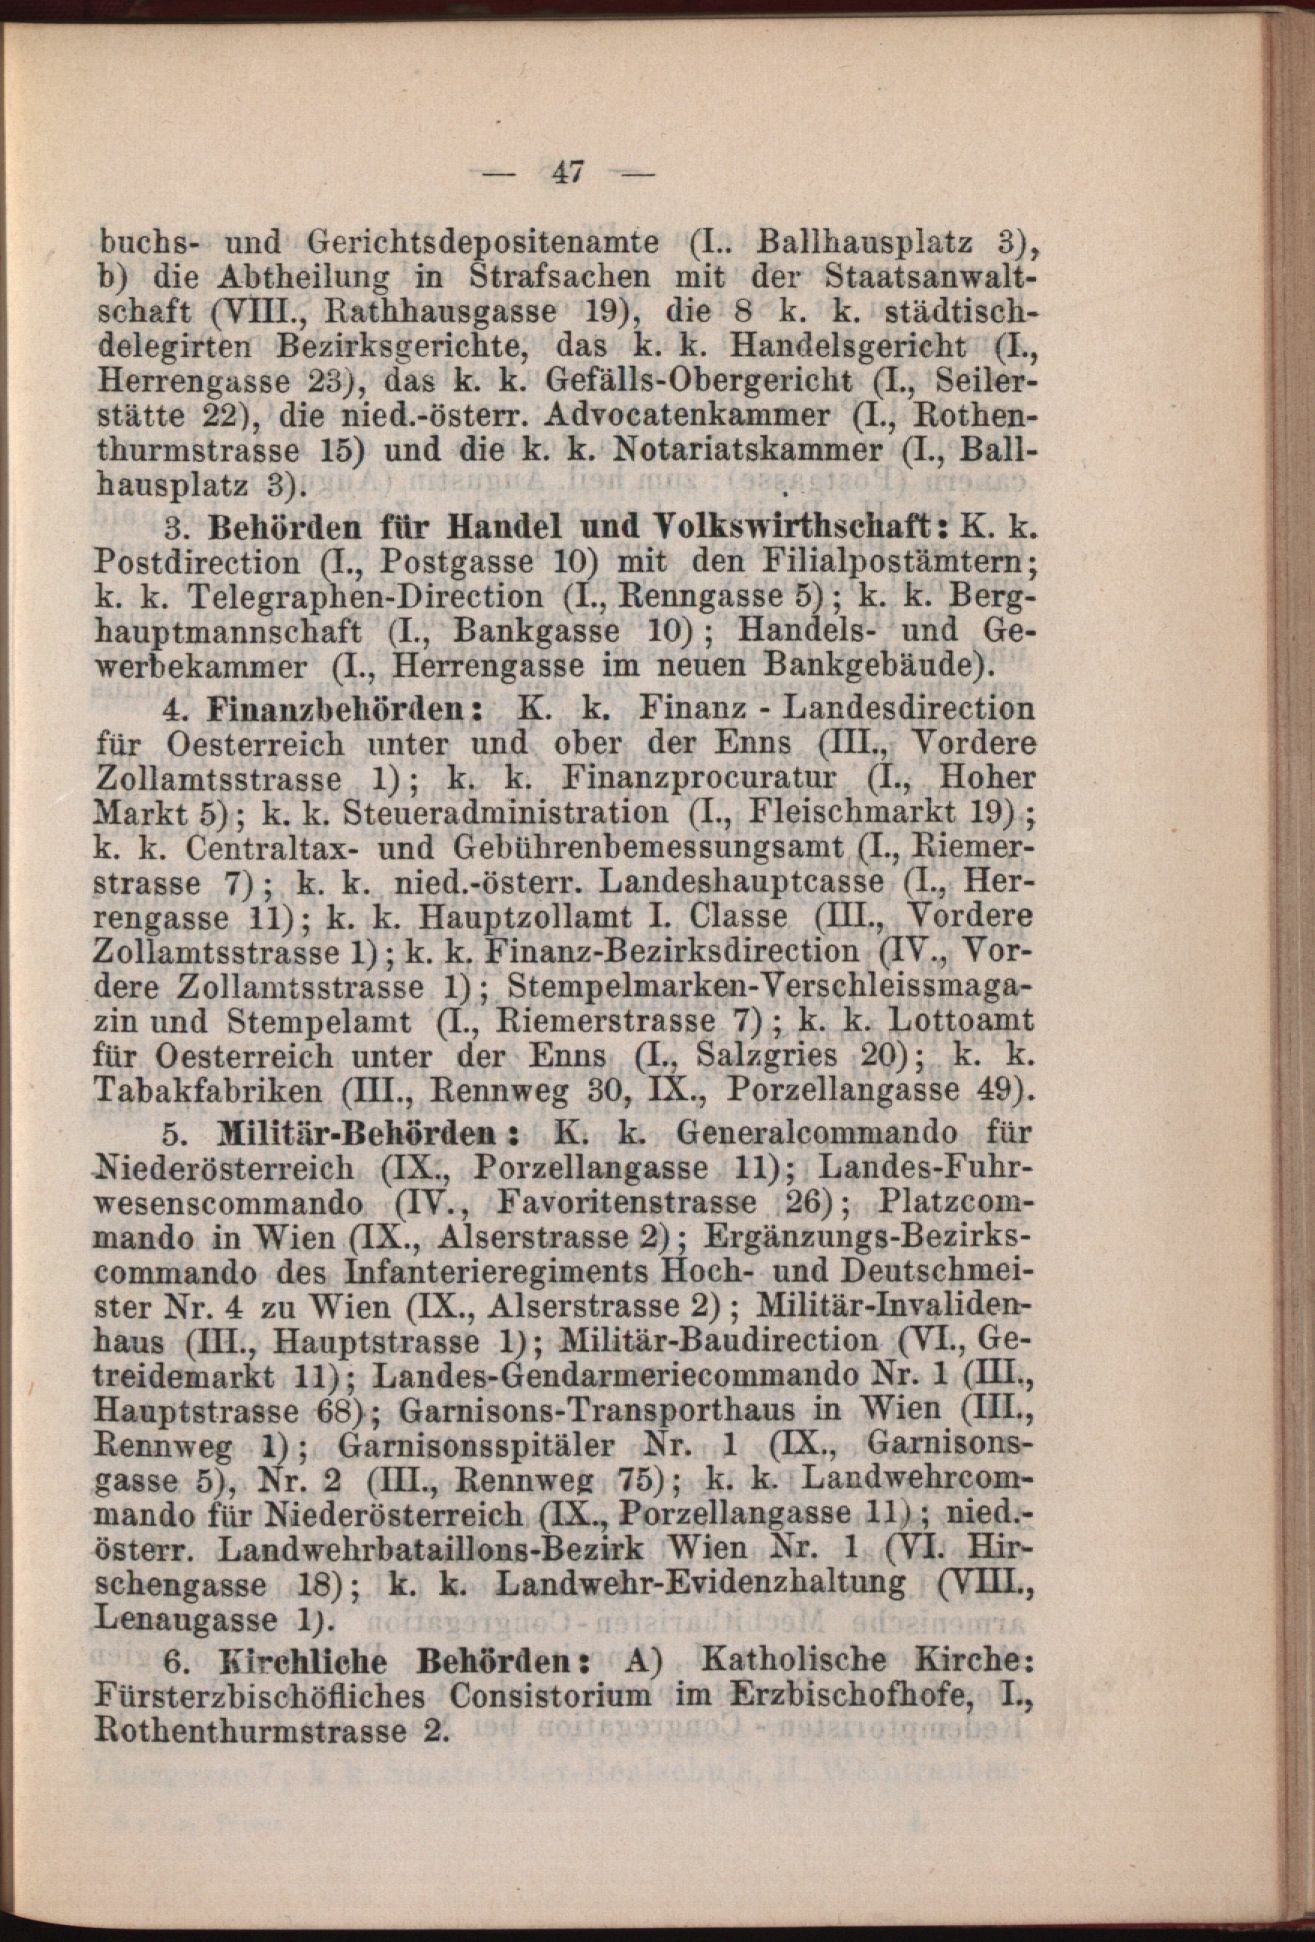 — 47 —
buchs- und Gerichtsdepositenamte (I.. Ballhausplatz 3),
b) die Abtheilung in Strafsachen mit der Staatsanwalt-
schaft (VIII., Rathhausgasse 19), die 8 k. k. städtisch-
delegirten Bezirksgerichte, das k. k. Handelsgericht (I.,
Herrengasse 23), das k. k. Gefälls-Obergericht (I., Seiler-
stätte 22), die nied.-österr. Advocatenkammer (I., Rothen-
thurmstrasse 15) und die k. k. Notariatskammer (I., Ball-
hausplatz 3).
3. Behörden für Handel und Volkswirthschaft: K. k.
Postdirection (I., Postgasse 10) mit den Filialpostämtern;
k. k. Telegraphen-Direction (I., Renngasse 5); k. k. Berg-
hauptmannschaft (I., Bankgasse 10); Handels- und Ge-
werbekammer (I., Herrengasse im neuen Bankgebäude).
4. Finanzbehörden: K. k. Finanz - Landesdirection
für Oesterreich unter und ober der Enns (III., Vordere
Zollamtsstrasse 1); k. k. Finanzprocuratur (I., Hoher
Markt 5); k. k. Steueradministration (I., Fleischmarkt 19);
k. k. Centraltax- und Gebührenbemessungsamt (I., Riemer-
strasse 7); k. k. nied.-österr. Landeshauptcasse (I., Her-
rengasse 11); k. k. Hauptzollamt I. Classe (III., Vordere
Zollamtsstrasse 1); k. k. Finanz-Bezirksdirection (IV., Vor-
dere Zollamtsstrasse 1); Stempelmarken-Verschleissmaga-
zin und Stempelamt (I., Riemerstrasse 7); k. k. Lottoamt
für Oesterreich unter der Enns (I., Salzgries 20); k. k.
Tabakfabriken (III., Rennweg 30, IX., Porzellangasse 49).
5. Militär-Behörden: K. k. Generalcommando für
Niederösterreich (IX., Porzellangasse 11); Landes-Fuhr-
wesenscommando (IV., Favoritenstrasse 26); Platzcom-
mando in Wien (IX., Alserstrasse 2); Ergänzungs-Bezirks-
commando des Infanterieregiments Hoch- und Deutschmei-
ster Nr. 4 zu Wien (IX., Alserstrasse 2); Militär-Invaliden-
haus (III., Hauptstrasse 1); Militär-Baudirection (VI., Ge-
treidemarkt 11); Landes-Gendarmeriecommando Nr. 1 (III.,
Hauptstrasse 68); Garnisons-Transporthaus in Wien (III.,
Rennweg 1); Garnisonsspitäler Nr. 1 (IX., Garnisons-
gasse 5), Nr. 2 (III., Rennweg 75); k. k. Landwehrcom-
mando für Niederösterreich (IX., Porzellangasse 11); nied.-
österr. Landwehrbataillons-Bezirk Wien Nr. 1 (VI. Hir-
schengasse 18); k. k. Landwehr-Evidenzhaltung (VIII.,
Lenaugasse 1).
6. Kirchliche Behörden: A) Katholische Kirche:
Fürsterzbischöfliches Consistorium im Erzbischofhofe, I.,
Rothenthurmstrasse 2.